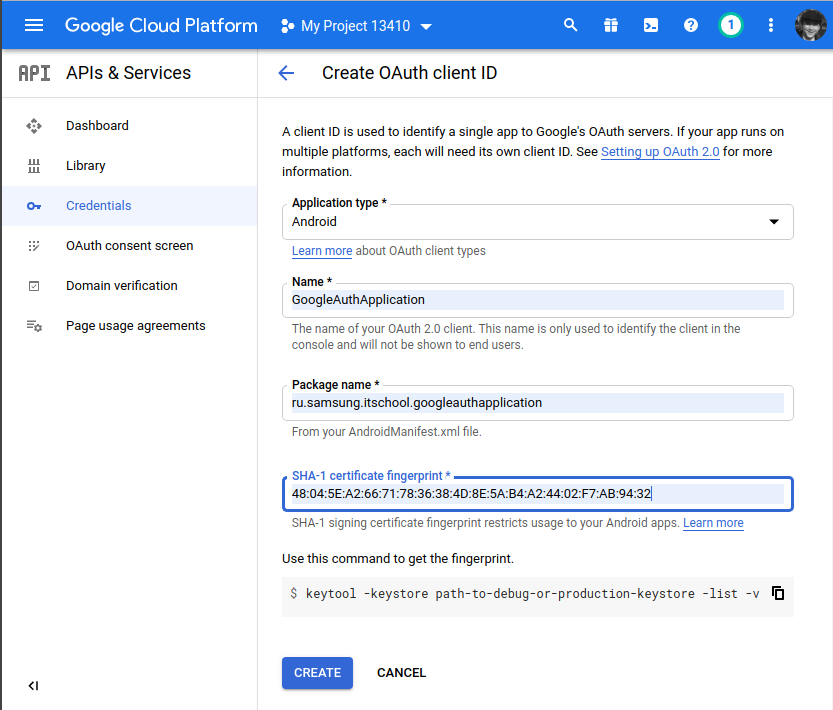 Google Cloud Platform
My Project 13410
1
API APIs & Services
Create OAuth client ID
Dashboard
Library
Credentials
OAuth consent screen
Domain verification
Page usage agreements
A client ID is used to identify a single app to Google's OAuth servers. If your app runs on
multiple platforms, each will need its own client ID. See Setting up OAuth 2.0 for more
information.
Application type *
Android
Learn more about OAuth client types
Name *
GoogleAuthApplication
The name of your OAuth 2.0 client. This name is only used to identify the client in the
console and will not be shown to end users.
Package name *
ru.samsung.itschool.googleauthapplication
From your AndroidManifest.xml file.
SHA-1 certificate fingerprint *
48:04:5E:A2:66:71:78:36:38:4D:8E:5A:B4:A2:44:02:F7:AB:94:32
SHA-1 signing certificate fingerprint restricts usage to your Android apps. Learn more
Use this command to get the fingerprint.
$ keytool -keystore path-to-debug-or-production-keystore -list -v
CREATE
CANCEL